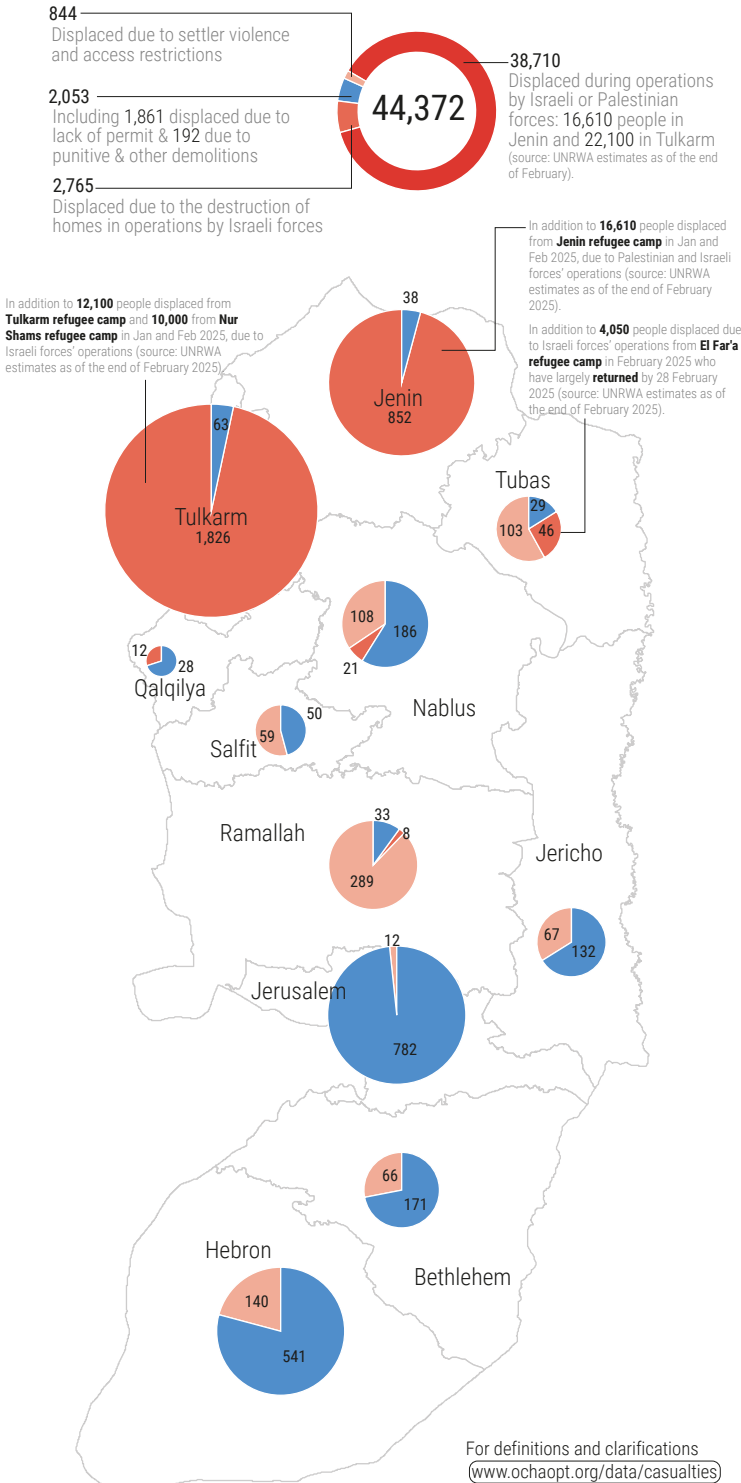 844
Displaced due to settler violence
and access restrictions
2,053
Including 1,861 displaced due to
lack of permit & 192 due to
punitive & other demolitions
2,765
Displaced due to the destruction of
homes in operations by Israeli forces
44,372
38,710
Displaced during operations
by Israeli or Palestinian
forces: 16,610 people in
Jenin and 22,100 in Tulkarm
(source: UNRWA estimates as of the end
of February).
In addition to 16,610 people displaced
from Jenin refugee camp in Jan and
Feb 2025, due to Palestinian and Israeli
forces' operations (source: UNRWA
estimates as of the end of February
2025).
In addition to 4,050 people displaced due
to Israeli forces' operations from El Far'a
refugee camp in February 2025 who
have largely returned by 28 February
2025 (source: UNRWA estimates as of
the end of February 2025).
In addition to 12,100 people displaced from
Tulkarm refugee camp and 10,000 from Nur
Shams refugee camp in Jan and Feb 2025, due to
Israeli forces' operations (source: UNRWA
estimates as of the end of February 2025)
38
Jenin
852
63
Tulkarm
1,826
Tubas
29
103
46
108
186
21
Nablus
12
28
Qalqilya
50
59
Salfit
Ramallah
33
8
289
Jericho
67
132
12
Jerusalem
782
66
171
Bethlehem
Hebron
140
541
For definitions and clarifications
www.ochaopt.org/data/casualties